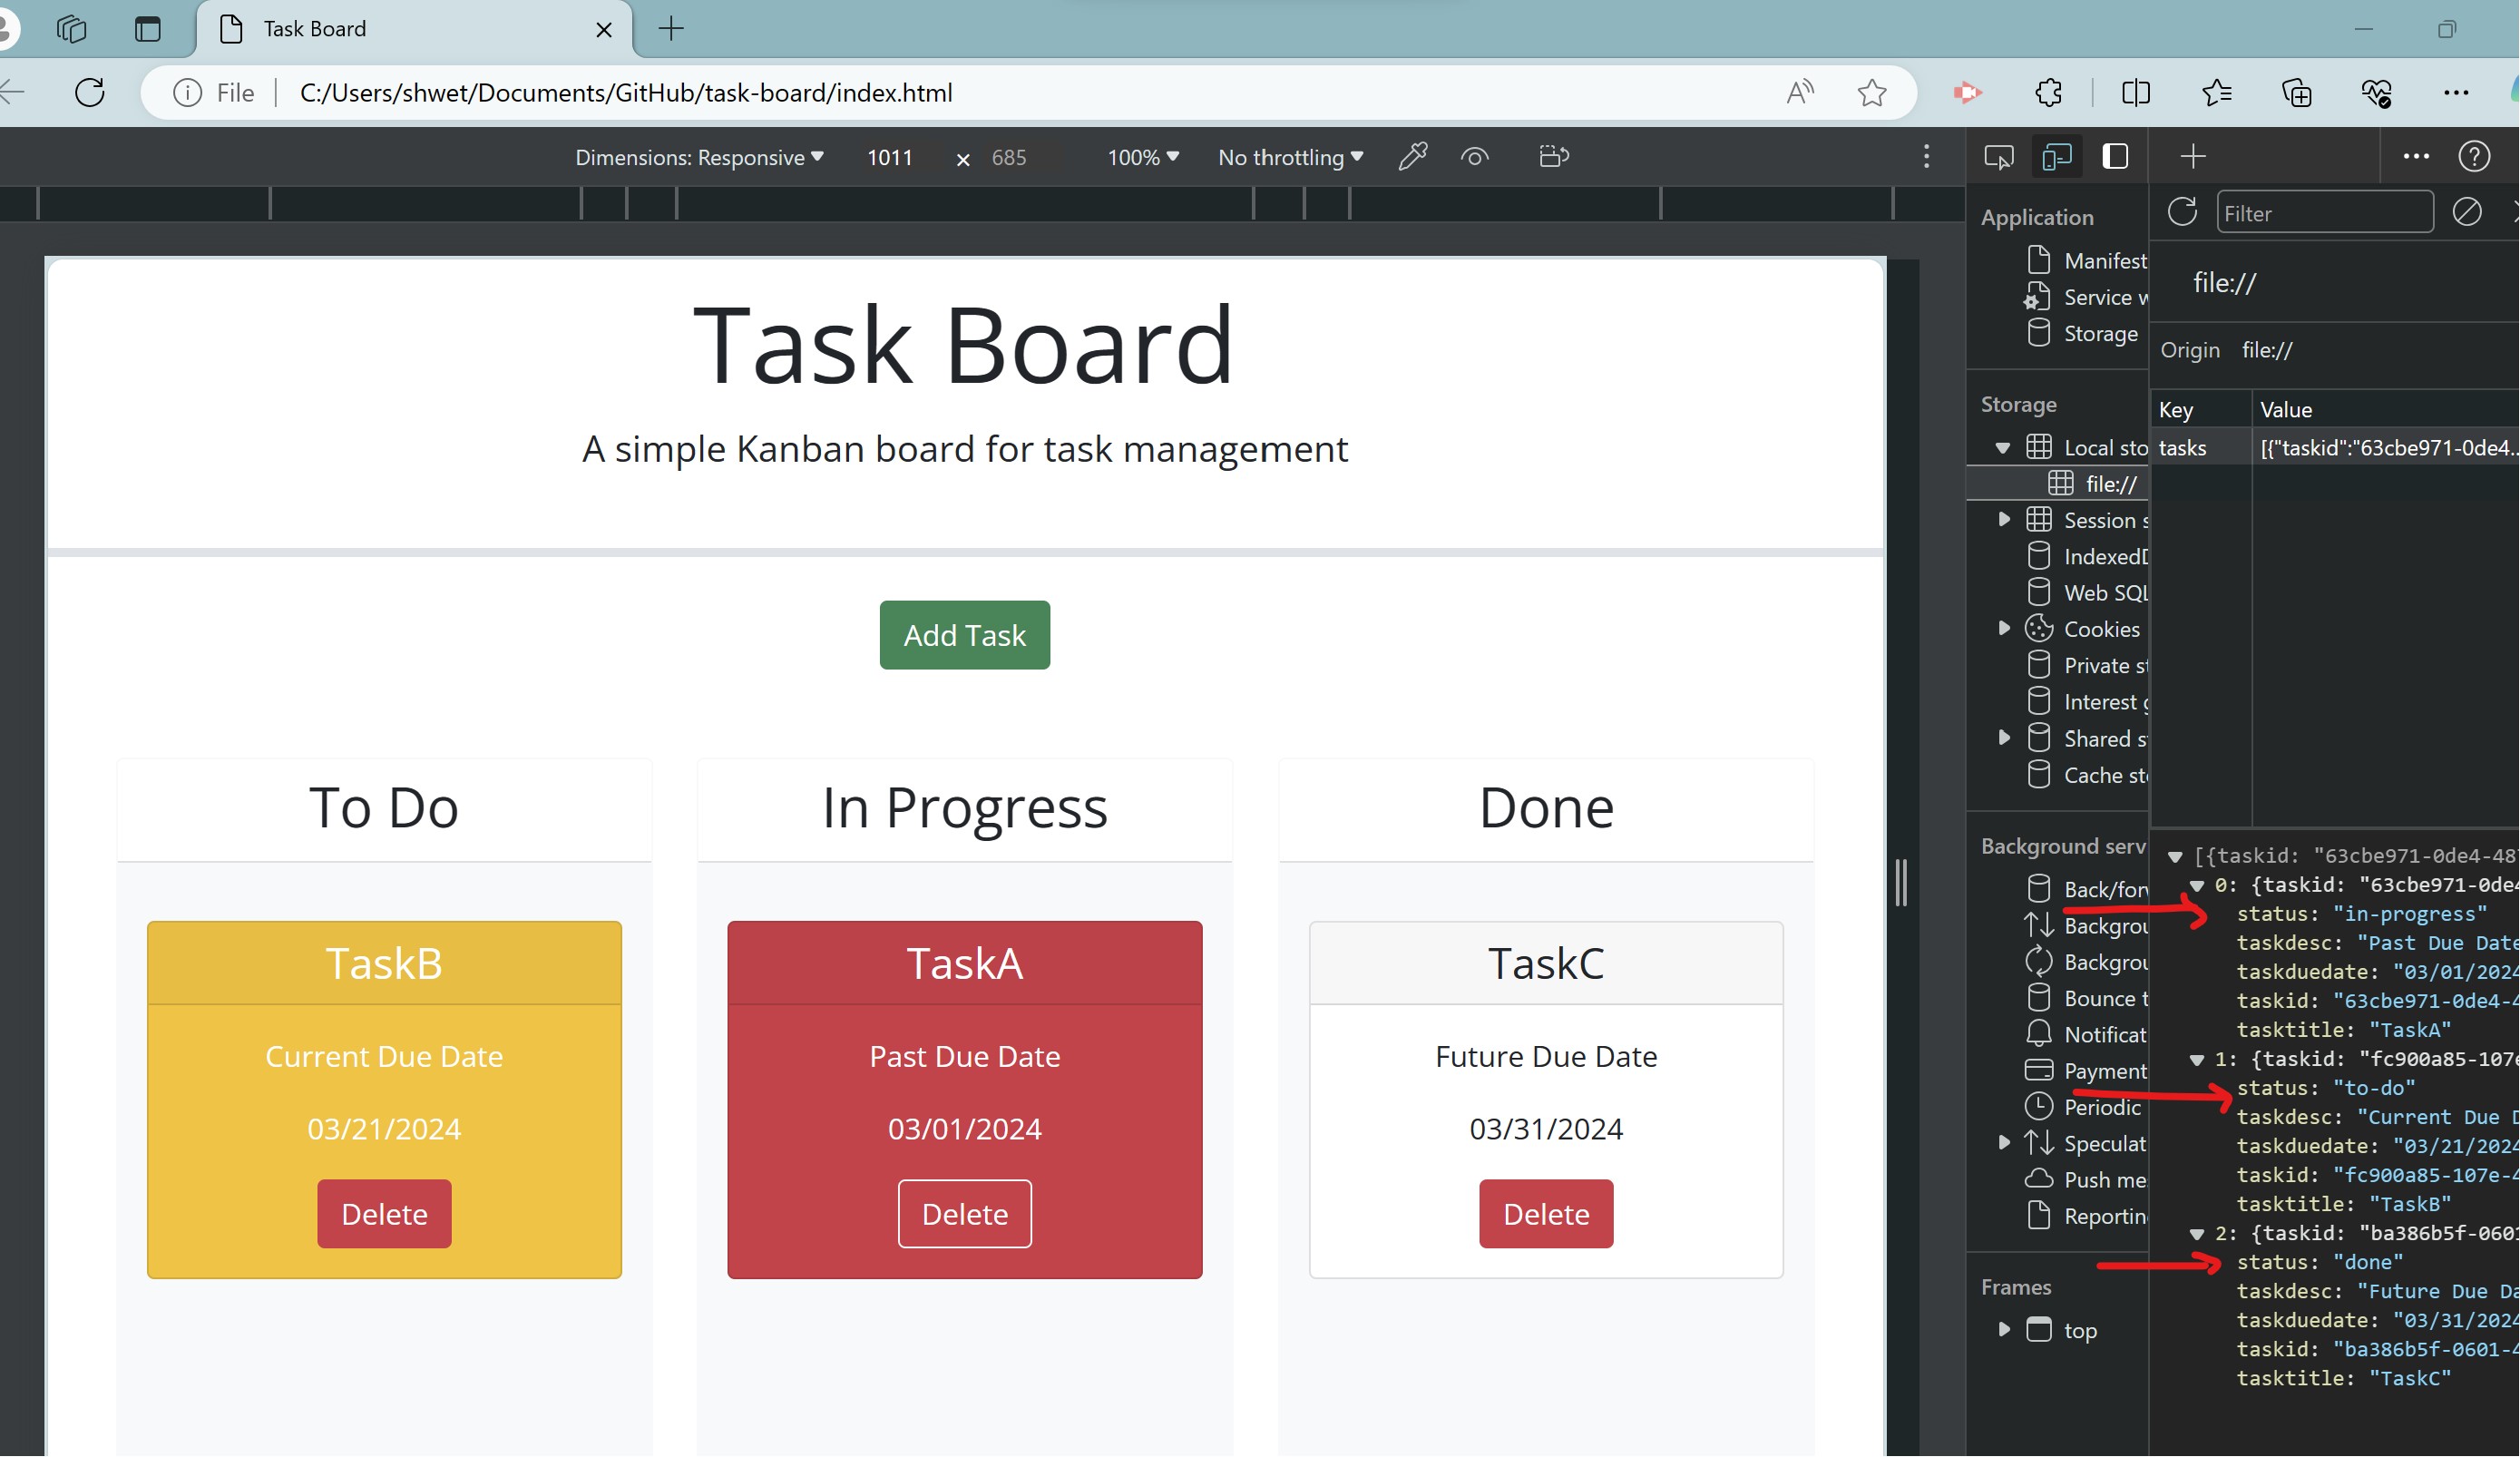 Task Board
File
C:/Users/shwet/Documents/GitHub/task-board/index.html
Dimensions: Responsive 1011 × 685 100% No throttling
Task Board
A simple Kanban board for task management
Add Task
To Do
TaskB
Current Due Date
03/21/2024
Delete
In Progress
TaskA
Past Due Date
03/01/2024
Delete
Done
TaskC
Future Due Date
03/31/2024
Delete
Application
Manifest
Service w
Storage
Storage
Local sto
file://
Session s
IndexedD
Web SQL
Cookies
Private st
Interest g
Shared st
Cache sto
Background serv
Back/forw
Backgrou
Backgrou
Bounce t
Notificat
Payment
Periodic
Speculat
Push me
Reporting
Frames
top
Filter
file://
Origin file://
Key Value
tasks [{"taskid":"63cbe971-0de4...
[{taskid: "63cbe971-0de4-487
0: {taskid: "63cbe971-0de4
status: "in-progress"
taskdesc: "Past Due Date
taskduedate: "03/01/2024
taskid: "63cbe971-0de4-4
tasktitle: "TaskA"
1: {taskid: "fc900a85-107e
status: "to-do"
taskdesc: "Current Due D
taskduedate: "03/21/2024
taskid: "fc900a85-107e-4
tasktitle: "TaskB"
2: {taskid: "ba386b5f-0601
status: "done"
taskdesc: "Future Due Da
taskduedate: "03/31/2024
taskid: "ba386b5f-0601-4
tasktitle: "TaskC"